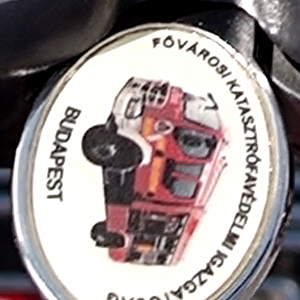 FŐVÁROSI KATASZTRÓFAVÉDELMI IGAZGATÓSÁG
BUDAPEST